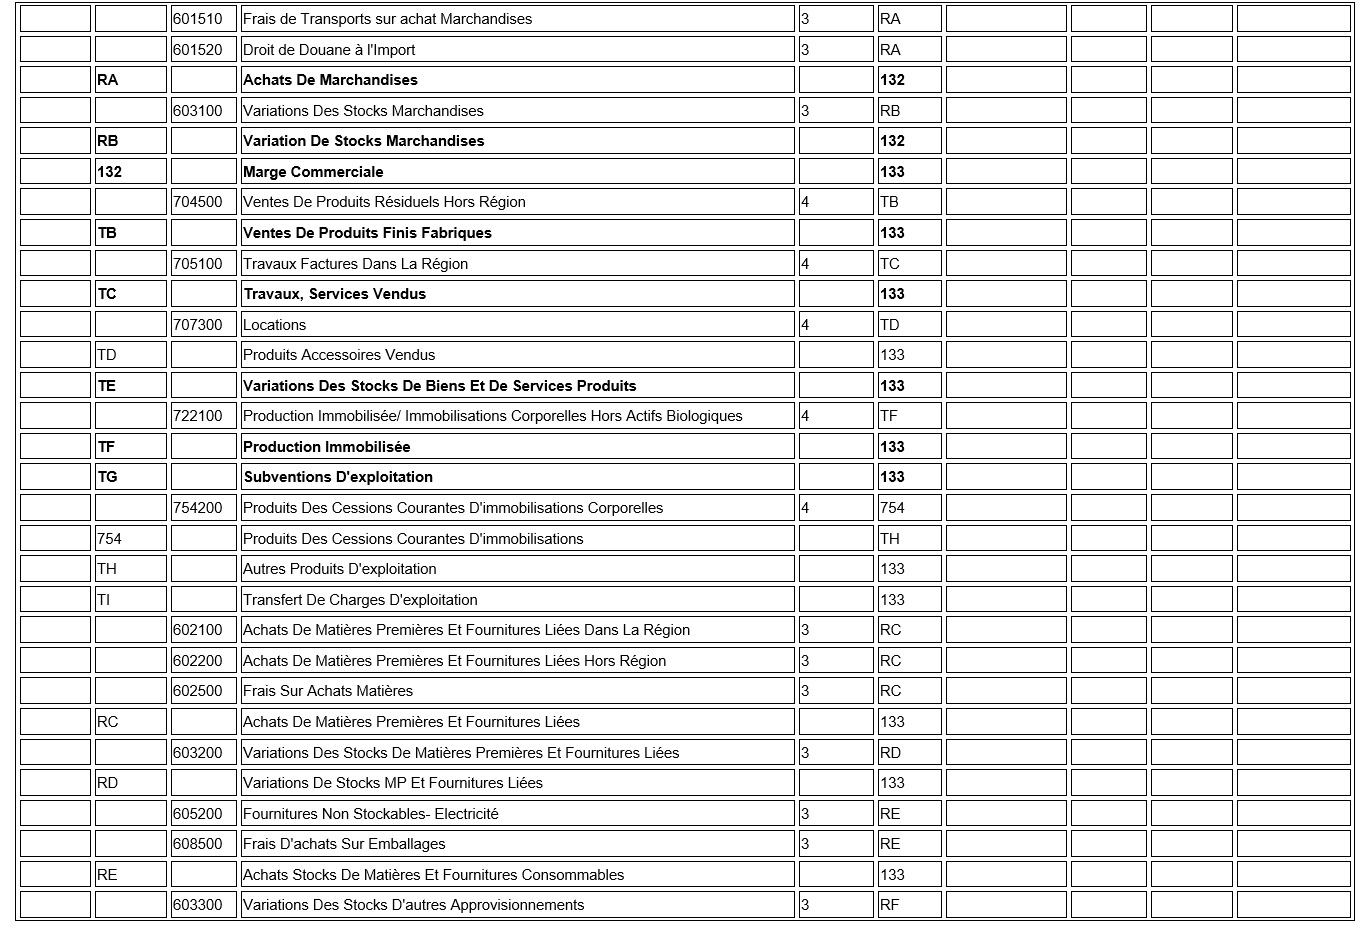 601510 Frais de Transports sur achat Marchandises 3 RA
601520 Droit de Douane à l'Import 3 RA
RA Achats De Marchandises 132
603100 Variations Des Stocks Marchandises 3 RB
RB Variation De Stocks Marchandises 132
132 Marge Commerciale 133
704500 Ventes De Produits Résiduels Hors Région 4 TB
TB Ventes De Produits Finis Fabriques 133
705100 Travaux Factures Dans La Région 4 TC
TC Travaux, Services Vendus 133
707300 Locations 4 TD
TD Produits Accessoires Vendus 133
TE Variations Des Stocks De Biens Et De Services Produits 133
722100 Production Immobilisée/ Immobilisations Corporelles Hors Actifs Biologiques 4 TF
TF Production Immobilisée 133
TG Subventions D'exploitation 133
754200 Produits Des Cessions Courantes D'immobilisations Corporelles 4 754
754 Produits Des Cessions Courantes D'immobilisations TH
TH Autres Produits D'exploitation 133
TI Transfert De Charges D'exploitation 133
602100 Achats De Matières Premières Et Fournitures Liées Dans La Région 3 RC
602200 Achats De Matières Premières Et Fournitures Liées Hors Région 3 RC
602500 Frais Sur Achats Matières 3 RC
RC Achats De Matières Premières Et Fournitures Liées 133
603200 Variations Des Stocks De Matières Premières Et Fournitures Liées 3 RD
RD Variations De Stocks MP Et Fournitures Liées 133
605200 Fournitures Non Stockables- Electricité 3 RE
608500 Frais D'achats Sur Emballages 3 RE
RE Achats Stocks De Matières Et Fournitures Consommables 133
603300 Variations Des Stocks D'autres Approvisionnements 3 RF